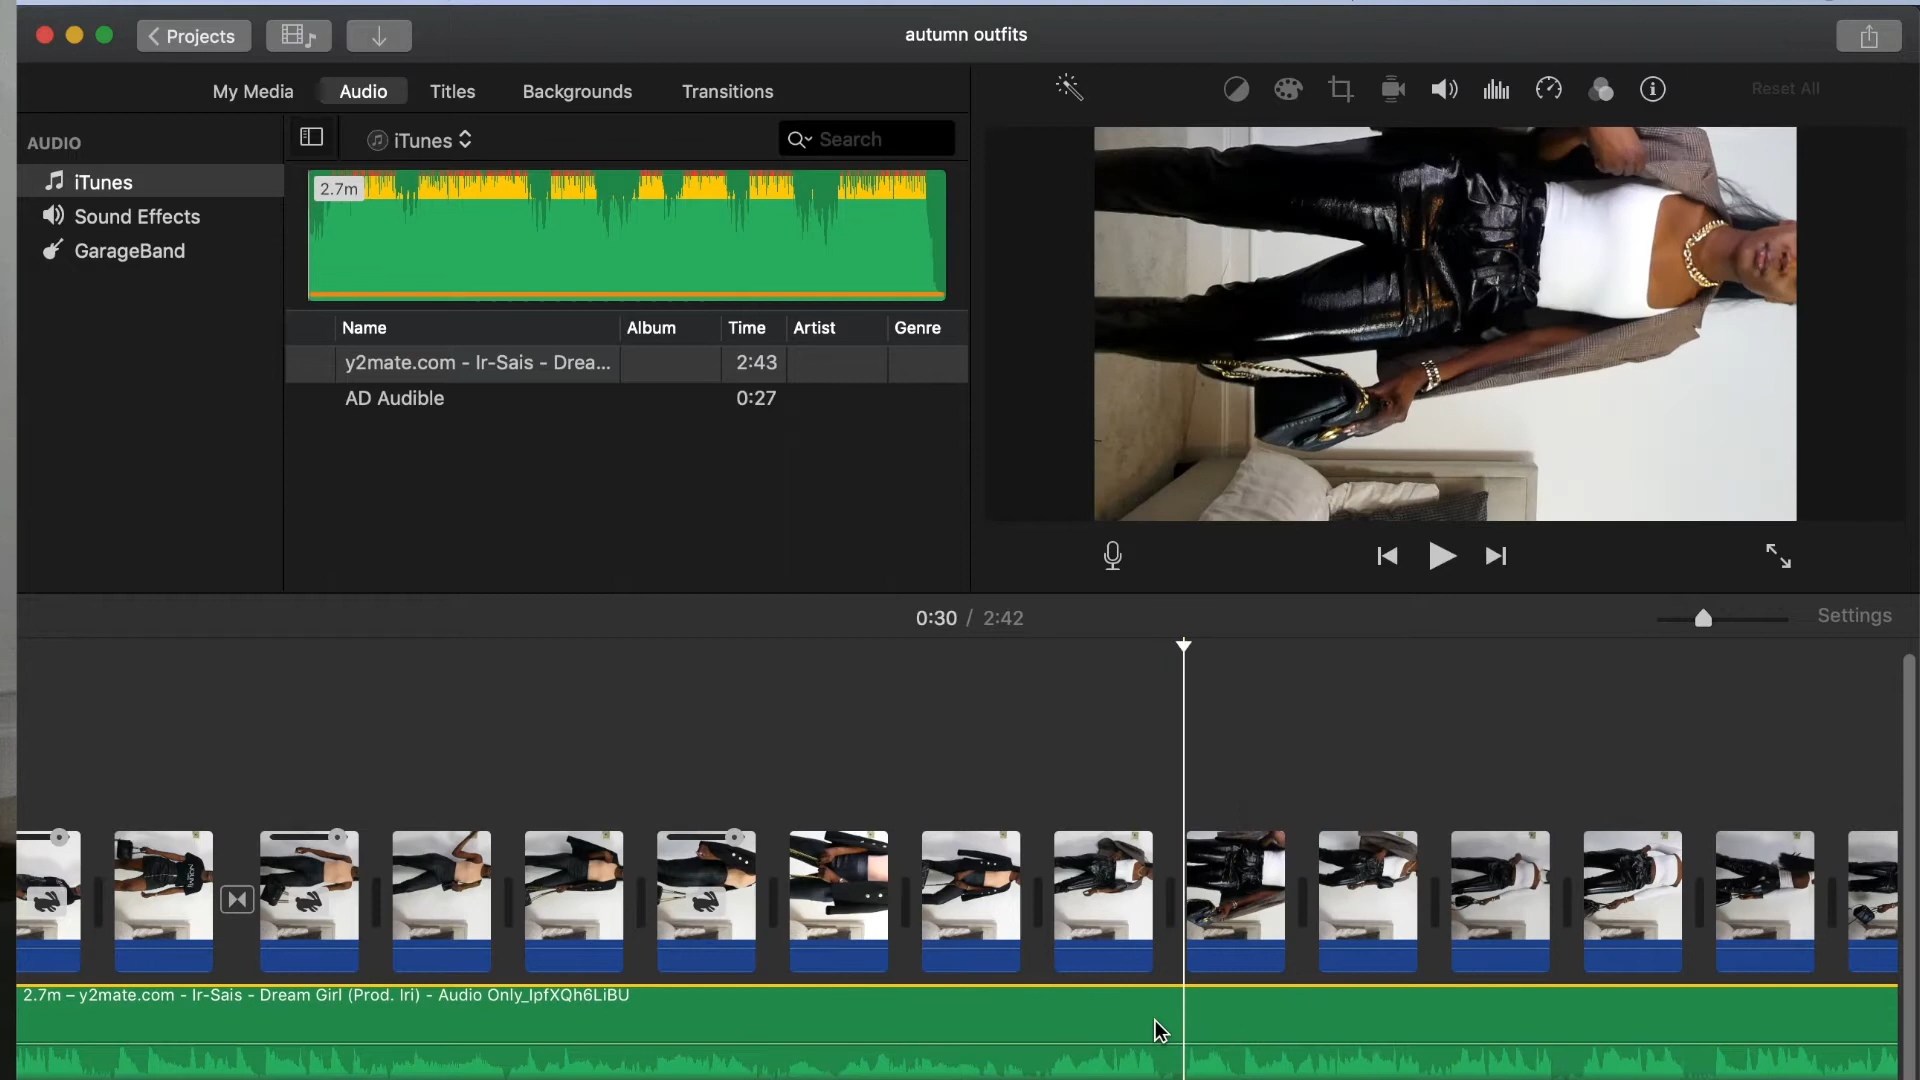 Projects
autumn outfits
My Media
Audio
Titles
Backgrounds
Transitions
Reset All
AUDIO
iTunes
Search
iTunes
Sound Effects
GarageBand
2.7m
Name Album Time Artist Genre
y2mate.com - Ir-Sais - Drea... 2:43
AD Audible 0:27
0:30 / 2:42
Settings
2.7m – y2mate.com - Ir-Sais - Dream Girl (Prod. Iri) - Audio Only_IpfXQh6LiBU